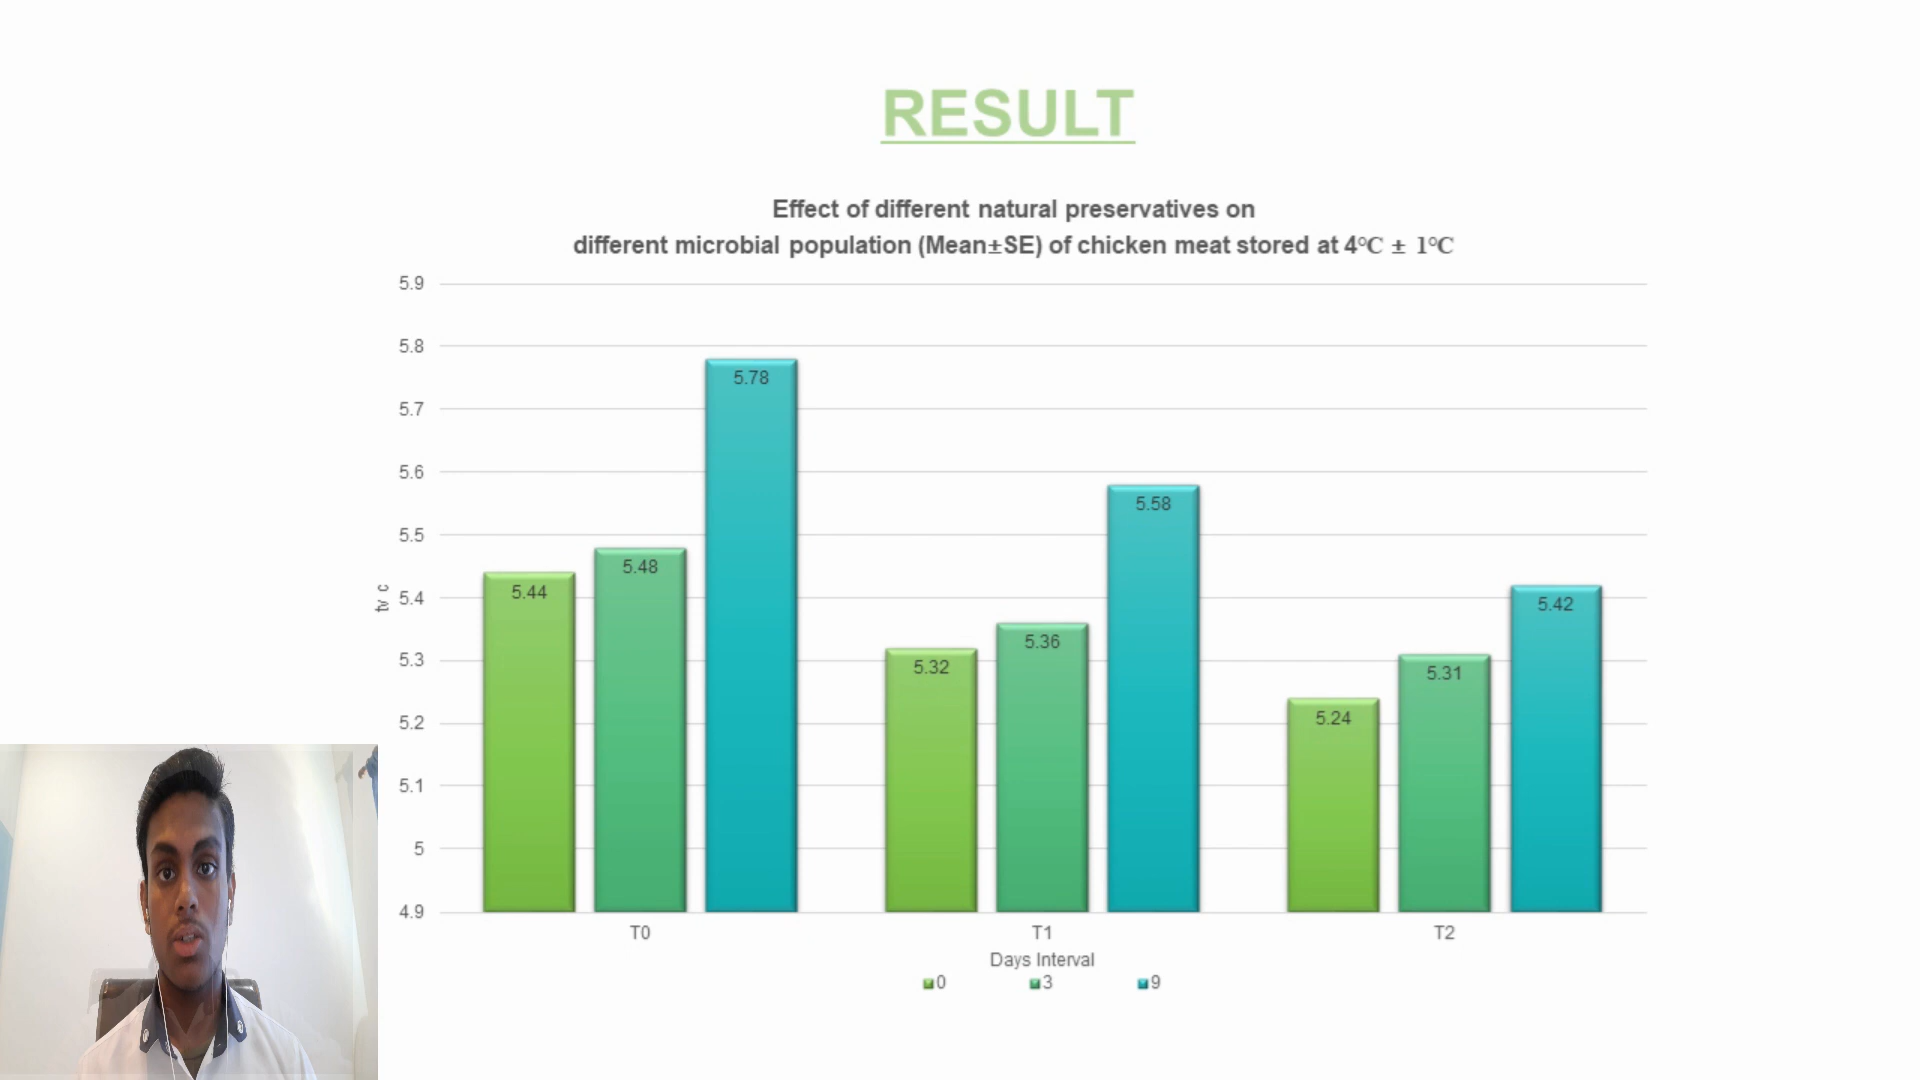 RESULT
Effect of different natural preservatives on
different microbial population (Mean±SE) of chicken meat stored at 4°C ± 1°C
5.9
5.8
5.7
5.6
5.5
5.4
5.3
5.2
5.1
5
4.9
tv c
5.44
5.48
5.78
5.32
5.36
5.58
5.24
5.31
5.42
T0
T1
T2
Days Interval
0
3
9